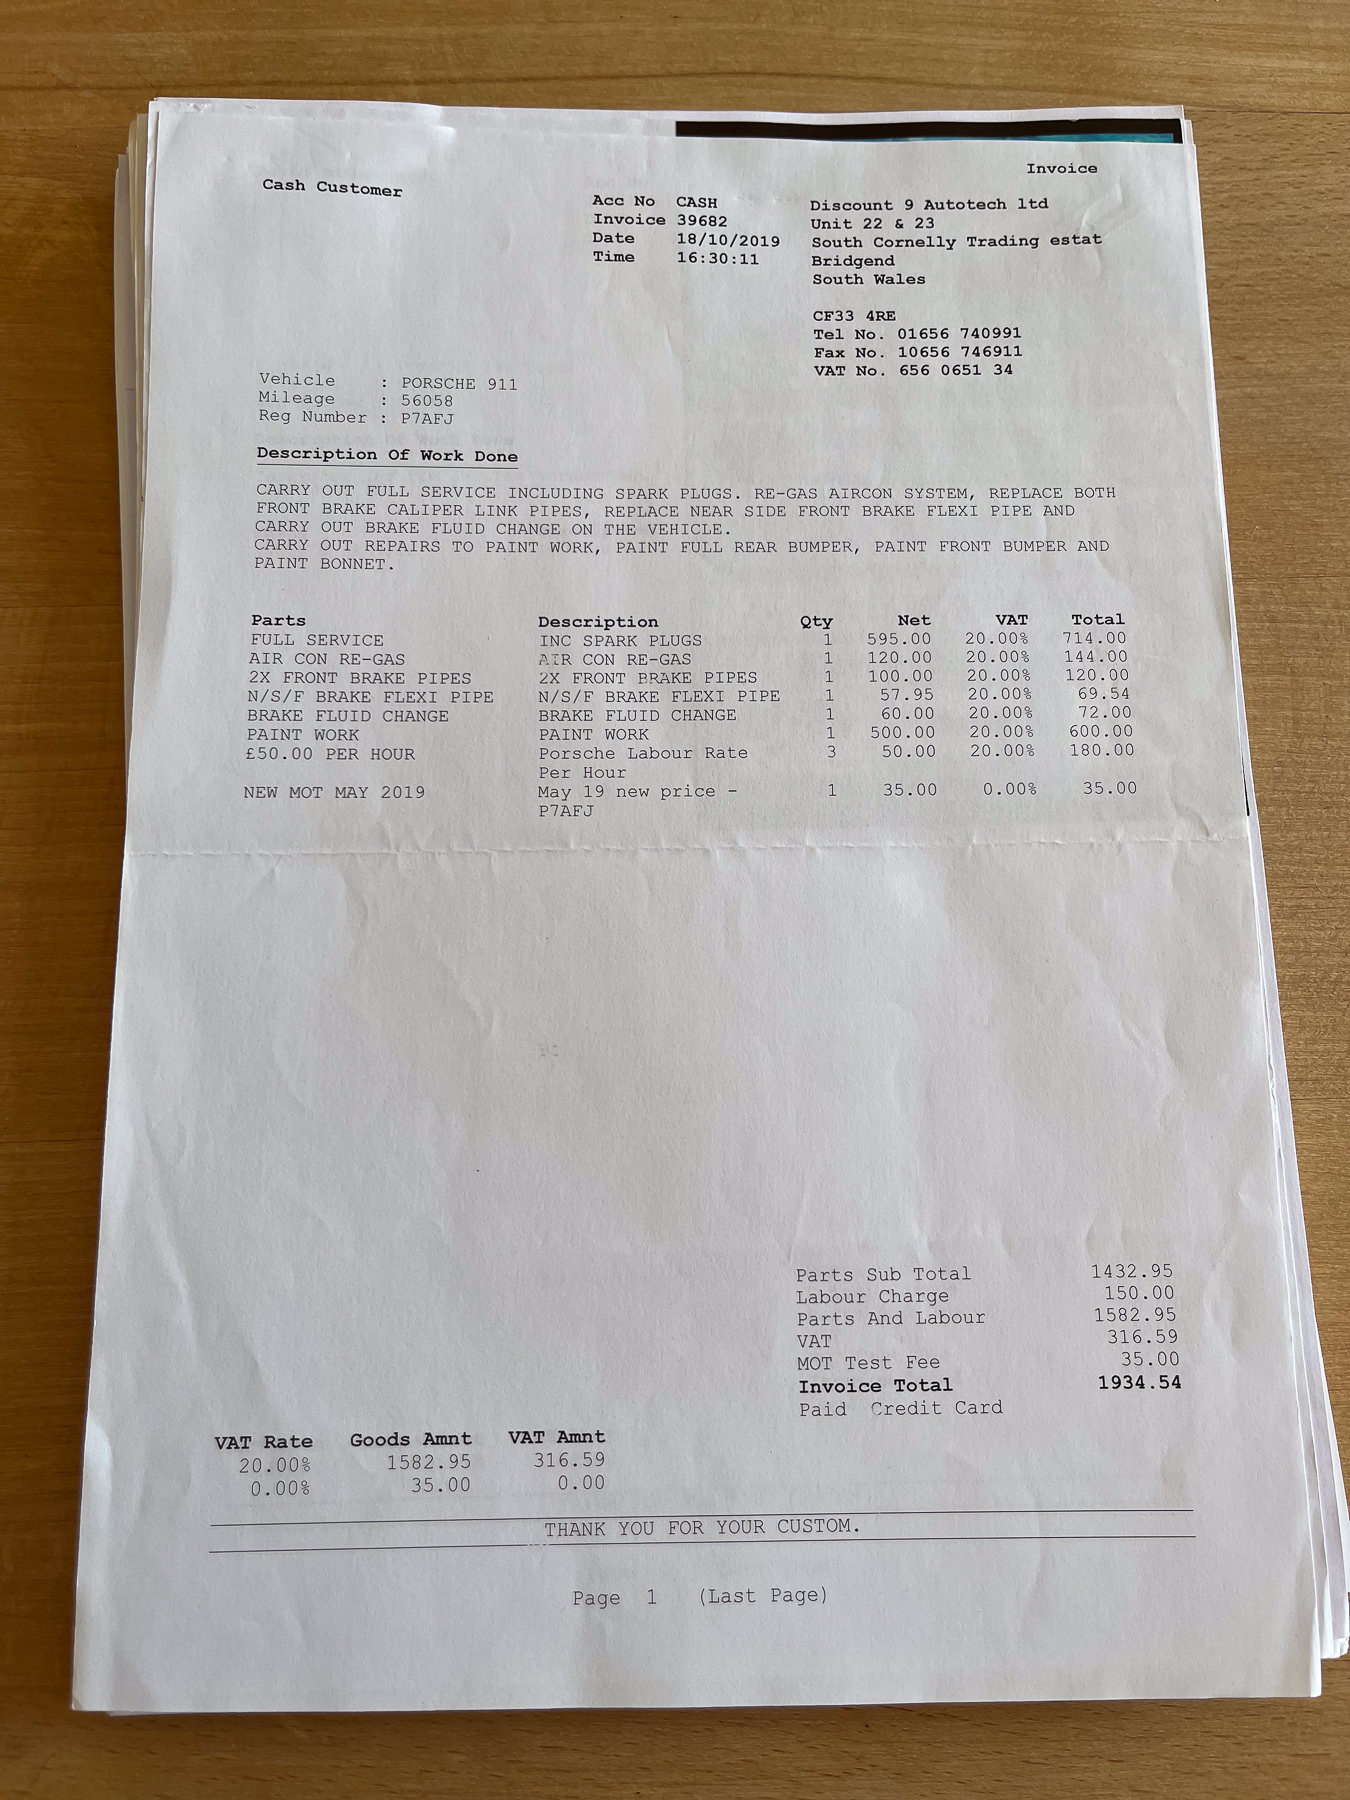 Invoice
Cash Customer
Acc No CASH
Invoice 39682
Date 18/10/2019
Time 16:30:11
Discount 9 Autotech ltd
Unit 22 & 23
South Cornelly Trading estat
Bridgend
South Wales
CF33 4RE
Tel No. 01656 740991
Fax No. 10656 746911
VAT No. 656 0651 34
Vehicle : PORSCHE 911
Mileage : 56058
Reg Number : P7AFJ
Description Of Work Done
CARRY OUT FULL SERVICE INCLUDING SPARK PLUGS. RE-GAS AIRCON SYSTEM, REPLACE BOTH
FRONT BRAKE CALIPER LINK PIPES, REPLACE NEAR SIDE FRONT BRAKE FLEXI PIPE AND
CARRY OUT BRAKE FLUID CHANGE ON THE VEHICLE.
CARRY OUT REPAIRS TO PAINT WORK, PAINT FULL REAR BUMPER, PAINT FRONT BUMPER AND
PAINT BONNET.
Parts Description Qty Net VAT Total
FULL SERVICE INC SPARK PLUGS 1 595.00 20.00% 714.00
AIR CON RE-GAS AIR CON RE-GAS 1 120.00 20.00% 144.00
2X FRONT BRAKE PIPES 2X FRONT BRAKE PIPES 1 100.00 20.00% 120.00
N/S/F BRAKE FLEXI PIPE N/S/F BRAKE FLEXI PIPE 1 57.95 20.00% 69.54
BRAKE FLUID CHANGE BRAKE FLUID CHANGE 1 60.00 20.00% 72.00
PAINT WORK PAINT WORK 1 500.00 20.00% 600.00
£50.00 PER HOUR Porsche Labour Rate 3 50.00 20.00% 180.00
Per Hour
NEW MOT MAY 2019 May 19 new price - 1 35.00 0.00% 35.00
P7AFJ
Parts Sub Total 1432.95
Labour Charge 150.00
Parts And Labour 1582.95
VAT 316.59
MOT Test Fee 35.00
Invoice Total 1934.54
Paid Credit Card
VAT Rate Goods Amnt VAT Amnt
20.00% 1582.95 316.59
0.00% 35.00 0.00
THANK YOU FOR YOUR CUSTOM.
Page 1 (Last Page)